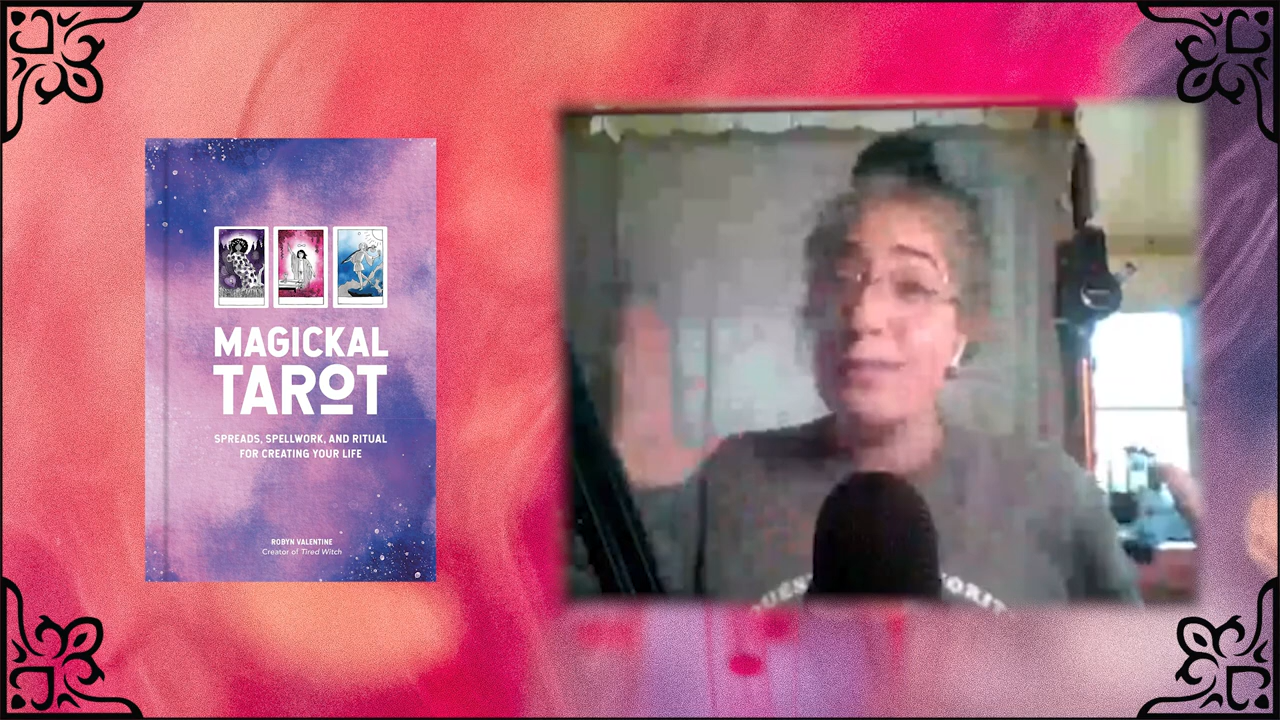 MAGICKAL
TAROT
SPREADS, SPELLWORK, AND RITUAL
FOR CREATING YOUR LIFE
ROBYN VALENTINE
Creator of Tired Witch